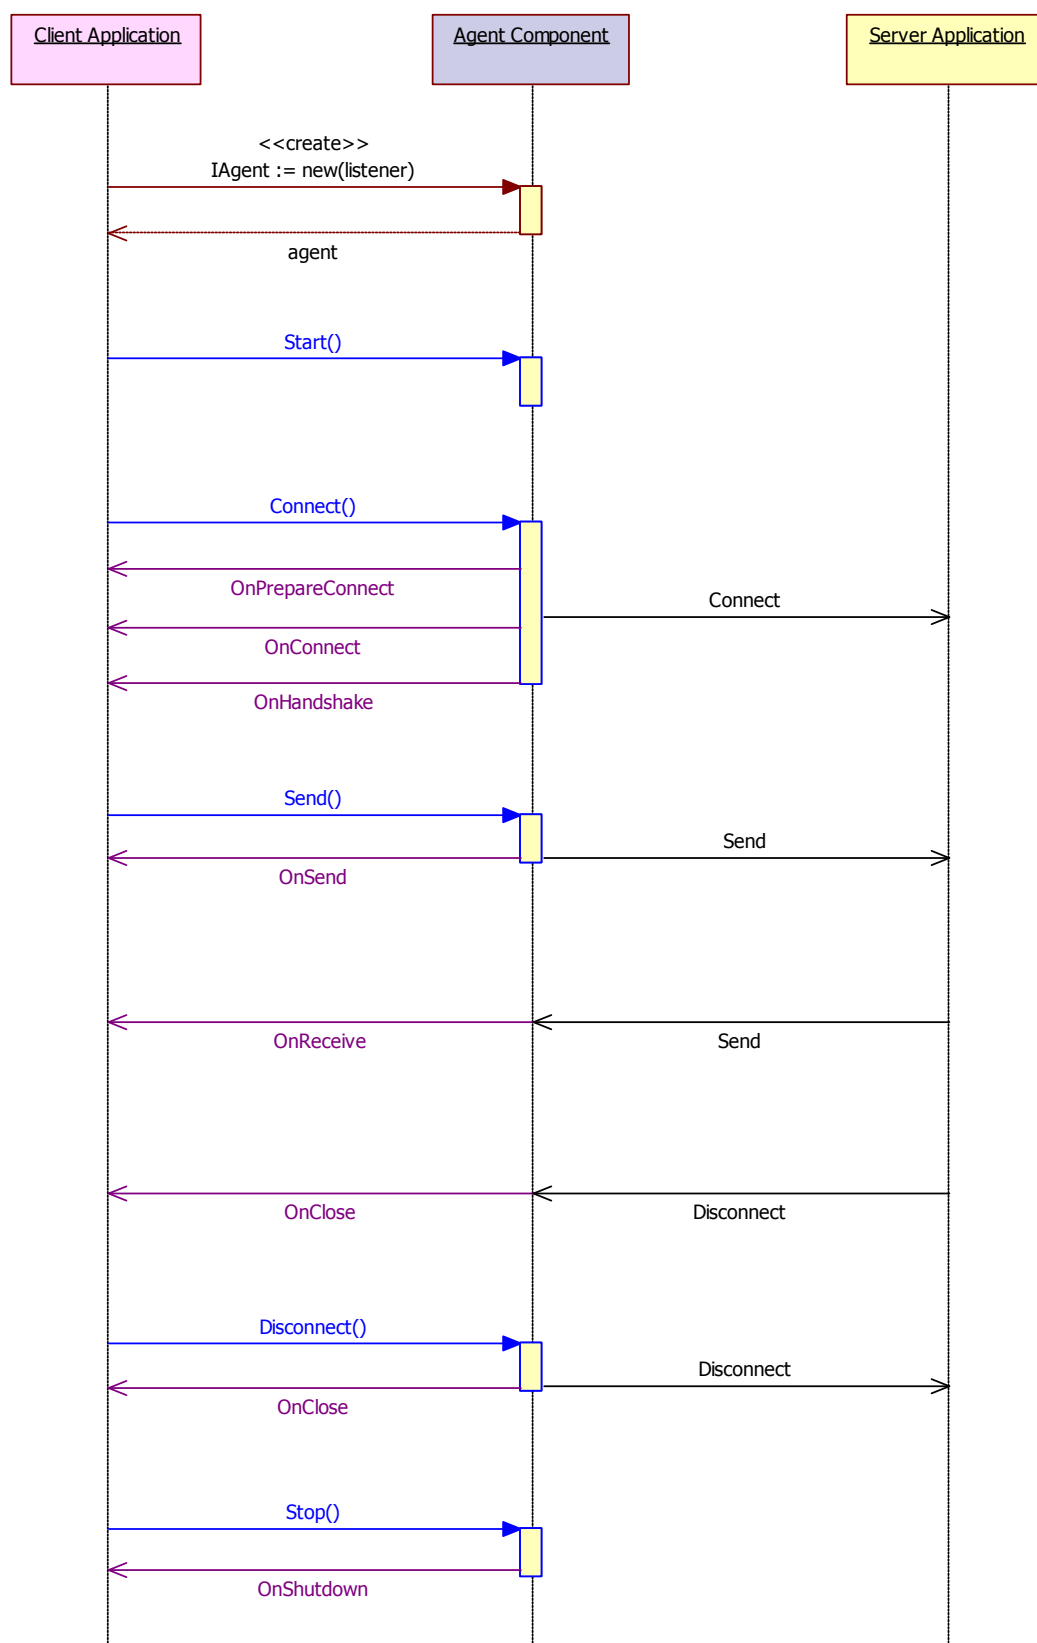 Client Application
Agent Component
Server Application
<<create>>
IAgent := new(listener)
agent
Start()
Connect()
OnPrepareConnect
Connect
OnConnect
OnHandshake
Send()
Send
OnSend
OnReceive
Send
OnClose
Disconnect
Disconnect()
Disconnect
OnClose
Stop()
OnShutdown